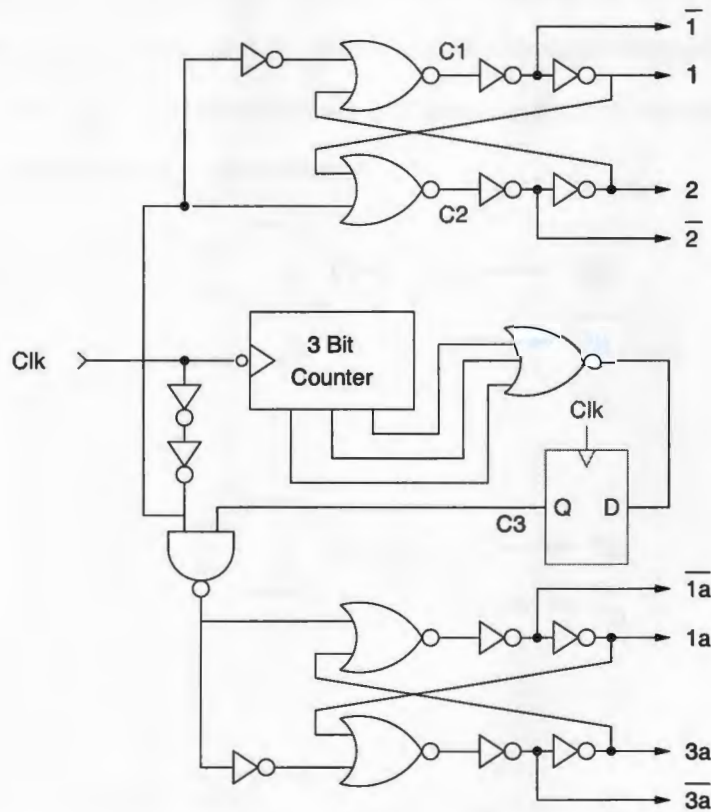 1̅
C1
1
2
C2
2̅
Clk
3 Bit
Counter
Clk
Q D
C3
1a̅
1a
3a
3a̅